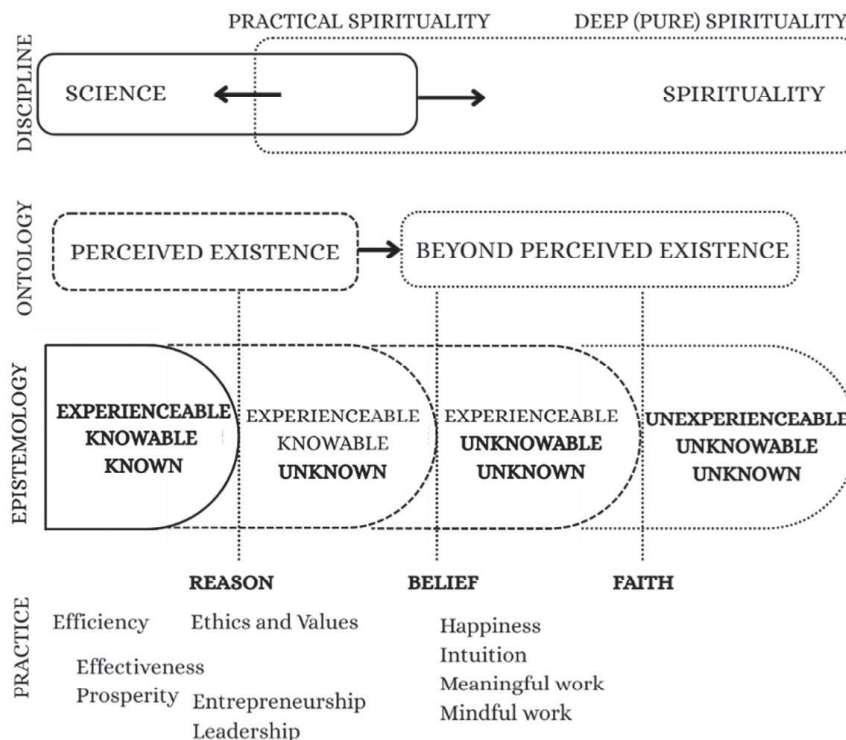 PRACTICAL SPIRITUALITY
DEEP (PURE) SPIRITUALITY
DISCIPLINE
SCIENCE
SPIRITUALITY
ONTOLOGY
PERCEIVED EXISTENCE
BEYOND PERCEIVED EXISTENCE
EPISTEMOLOGY
EXPERIENCEABLE
KNOWABLE
KNOWN
EXPERIENCEABLE
KNOWABLE
UNKNOWN
EXPERIENCEABLE
UNKNOWABLE
UNKNOWN
UNEXPERIENCEABLE
UNKNOWABLE
UNKNOWN
REASON
BELIEF
FAITH
PRACTICE
Efficiency
Effectiveness
Prosperity
Ethics and Values
Entrepreneurship
Leadership
Happiness
Intuition
Meaningful work
Mindful work